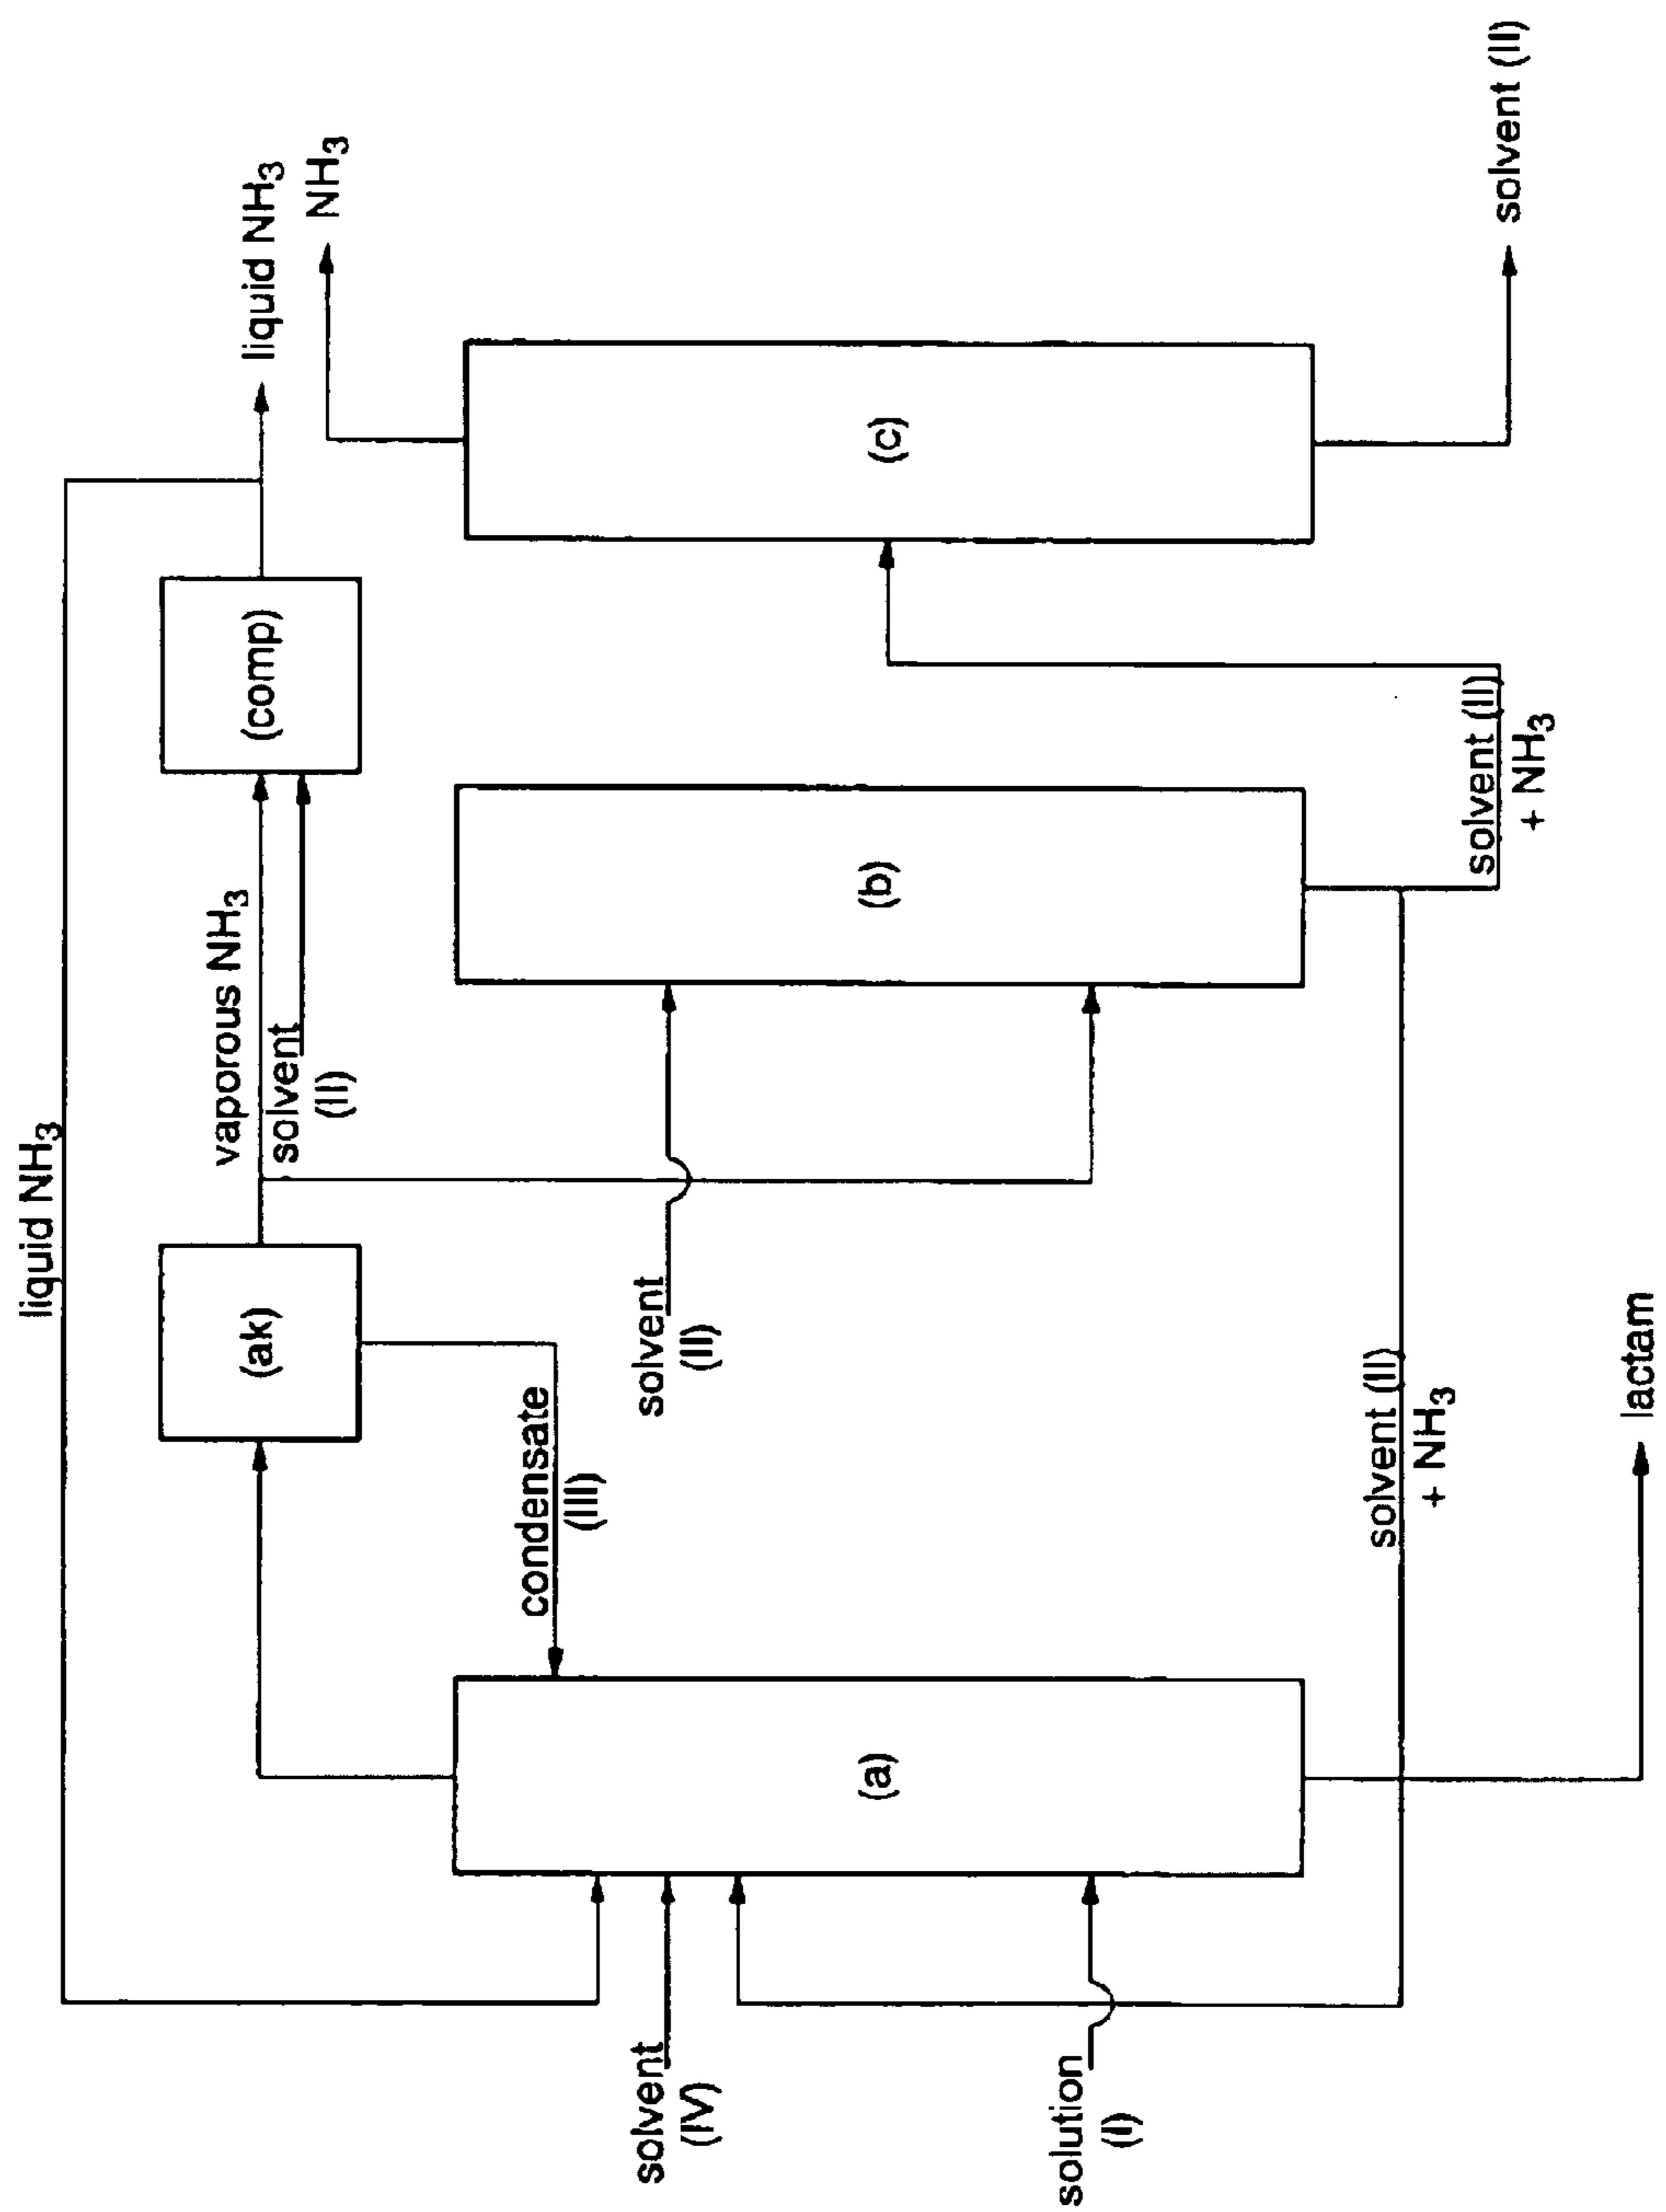 liquid NH3
liquid NH3
NH3
(ak)
vaporous NH3
solvent
(II)
(comp)
condensate
(III)
solvent
(II)
solvent
(IV)
solution
(I)
(a)
(b)
(c)
solvent (II)
+ NH3
solvent (II)
+ NH3
lactam
solvent (II)